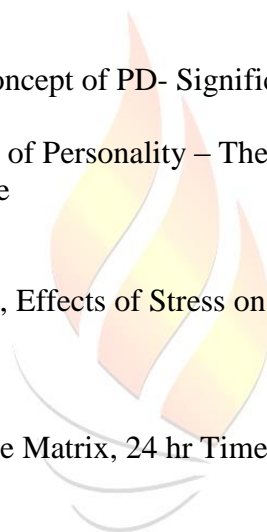 oncept of PD- Signific
of Personality – The
e
, Effects of Stress on
e Matrix, 24 hr Time